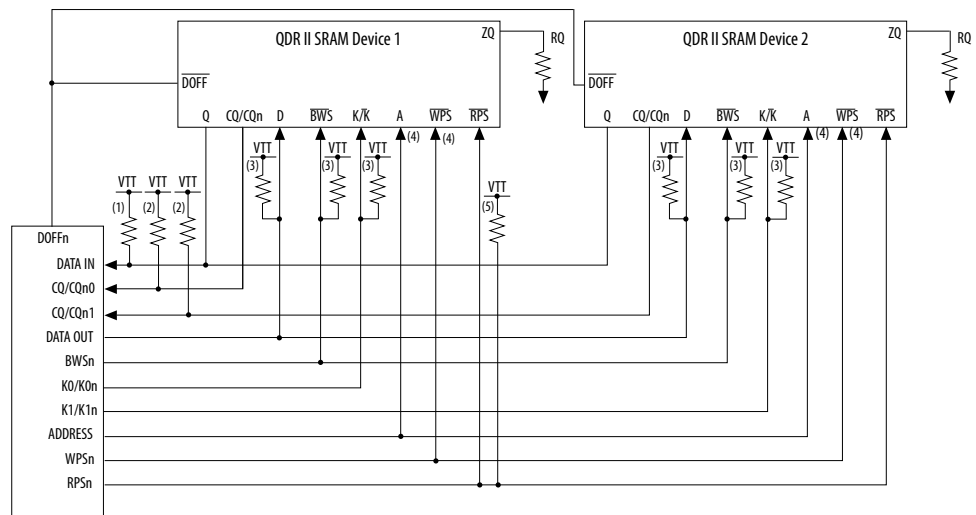 QDR II SRAM Device 1
ZQ
RQ
DOFF
Q CQ/CQn D BWS K/K A WPS RPS
(4) (4)
QDR II SRAM Device 2
ZQ
RQ
DOFF
Q CQ/CQn D BWS K/K A WPS RPS
(4) (4)
VTT
(3)
VTT
(3)
VTT
(3)
VTT
(3)
VTT
(3)
VTT
(3)
VTT
(1)
VTT
(2)
VTT
(2)
VTT
(5)
DOFFn
DATA IN
CQ/CQn0
CQ/CQn1
DATA OUT
BWSn
K0/K0n
K1/K1n
ADDRESS
WPSn
RPSn